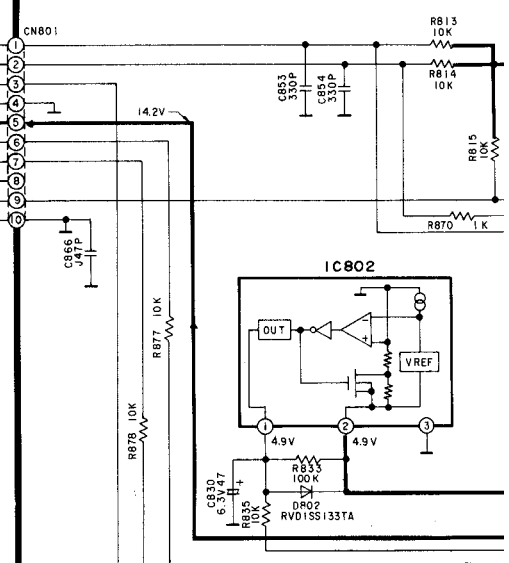 CN801
R813
10K
1
2
R814
10K
3
C853
330P
C854
330P
4
14.2V
5
6
R815
10K
7
8
9
10
R870 1K
C866
J47P
IC802
R877 10K
OUT
−
+
VREF
1
2
3
4.9V
4.9V
R878 10K
R833
100K
C830
6.3V47
+
D802
RVD1SS133TA
R835
10K